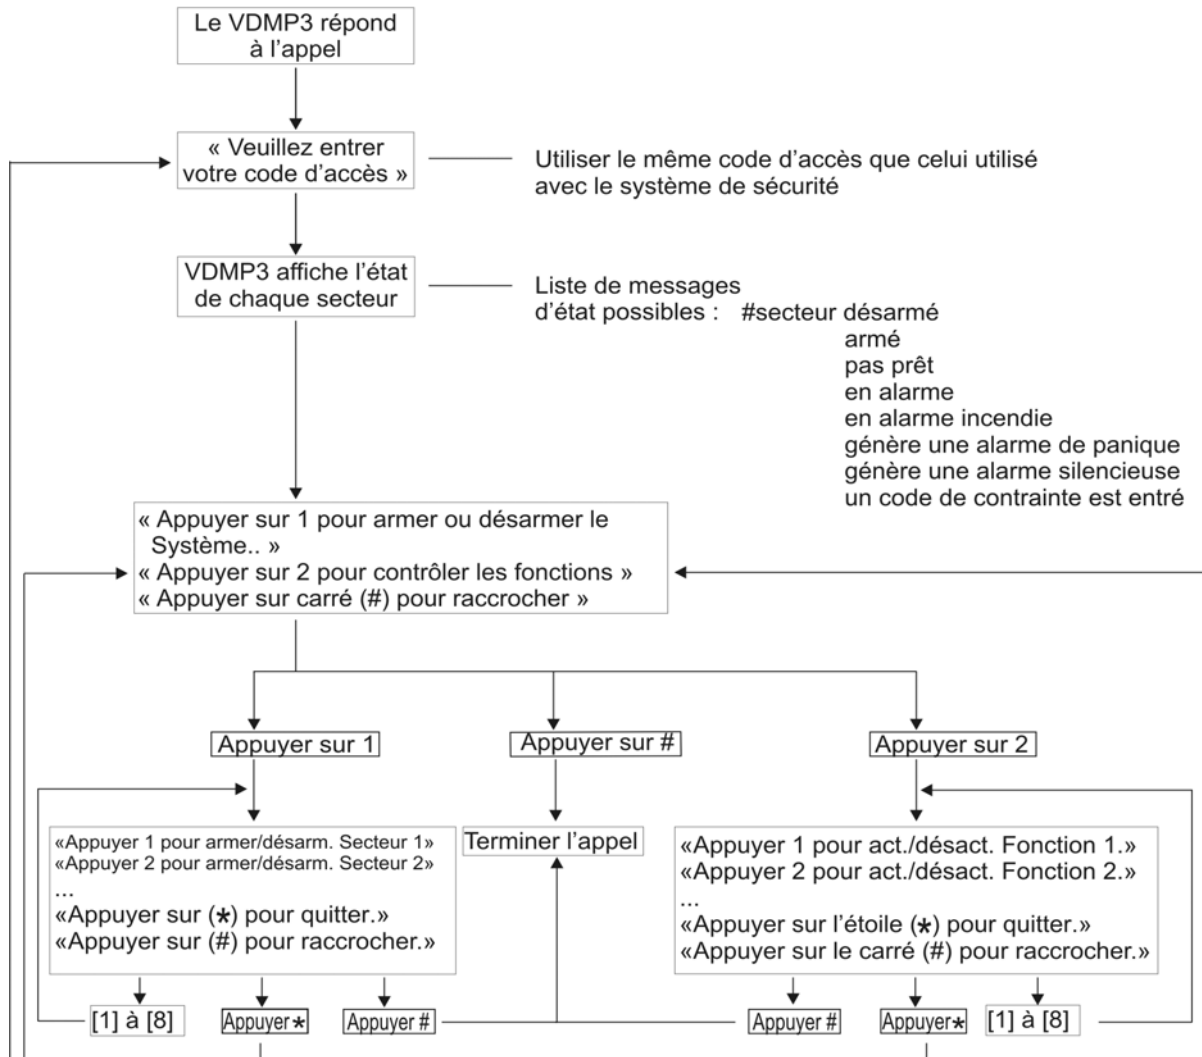 Le VDMP3 répond
à l'appel
« Veuillez entrer
votre code d'accès »
Utiliser le même code d'accès que celui utilisé
avec le système de sécurité
VDMP3 affiche l'état
de chaque secteur
Liste de messages
d'état possibles : #secteur désarmé
armé
pas prêt
en alarme
en alarme incendie
génère une alarme de panique
génère une alarme silencieuse
un code de contrainte est entré
« Appuyer sur 1 pour armer ou désarmer le
Système.. »
« Appuyer sur 2 pour contrôler les fonctions »
« Appuyer sur carré (#) pour raccrocher »
Appuyer sur 1
Appuyer sur #
Appuyer sur 2
«Appuyer 1 pour armer/désarm. Secteur 1»
«Appuyer 2 pour armer/désarm. Secteur 2»
...
«Appuyer sur (*) pour quitter.»
«Appuyer sur (#) pour raccrocher.»
Terminer l'appel
«Appuyer 1 pour act./désact. Fonction 1.»
«Appuyer 2 pour act./désact. Fonction 2.»
...
«Appuyer sur l'étoile (*) pour quitter.»
«Appuyer sur le carré (#) pour raccrocher.»
[1] à [8]
Appuyer *
Appuyer #
Appuyer #
Appuyer*
[1] à [8]